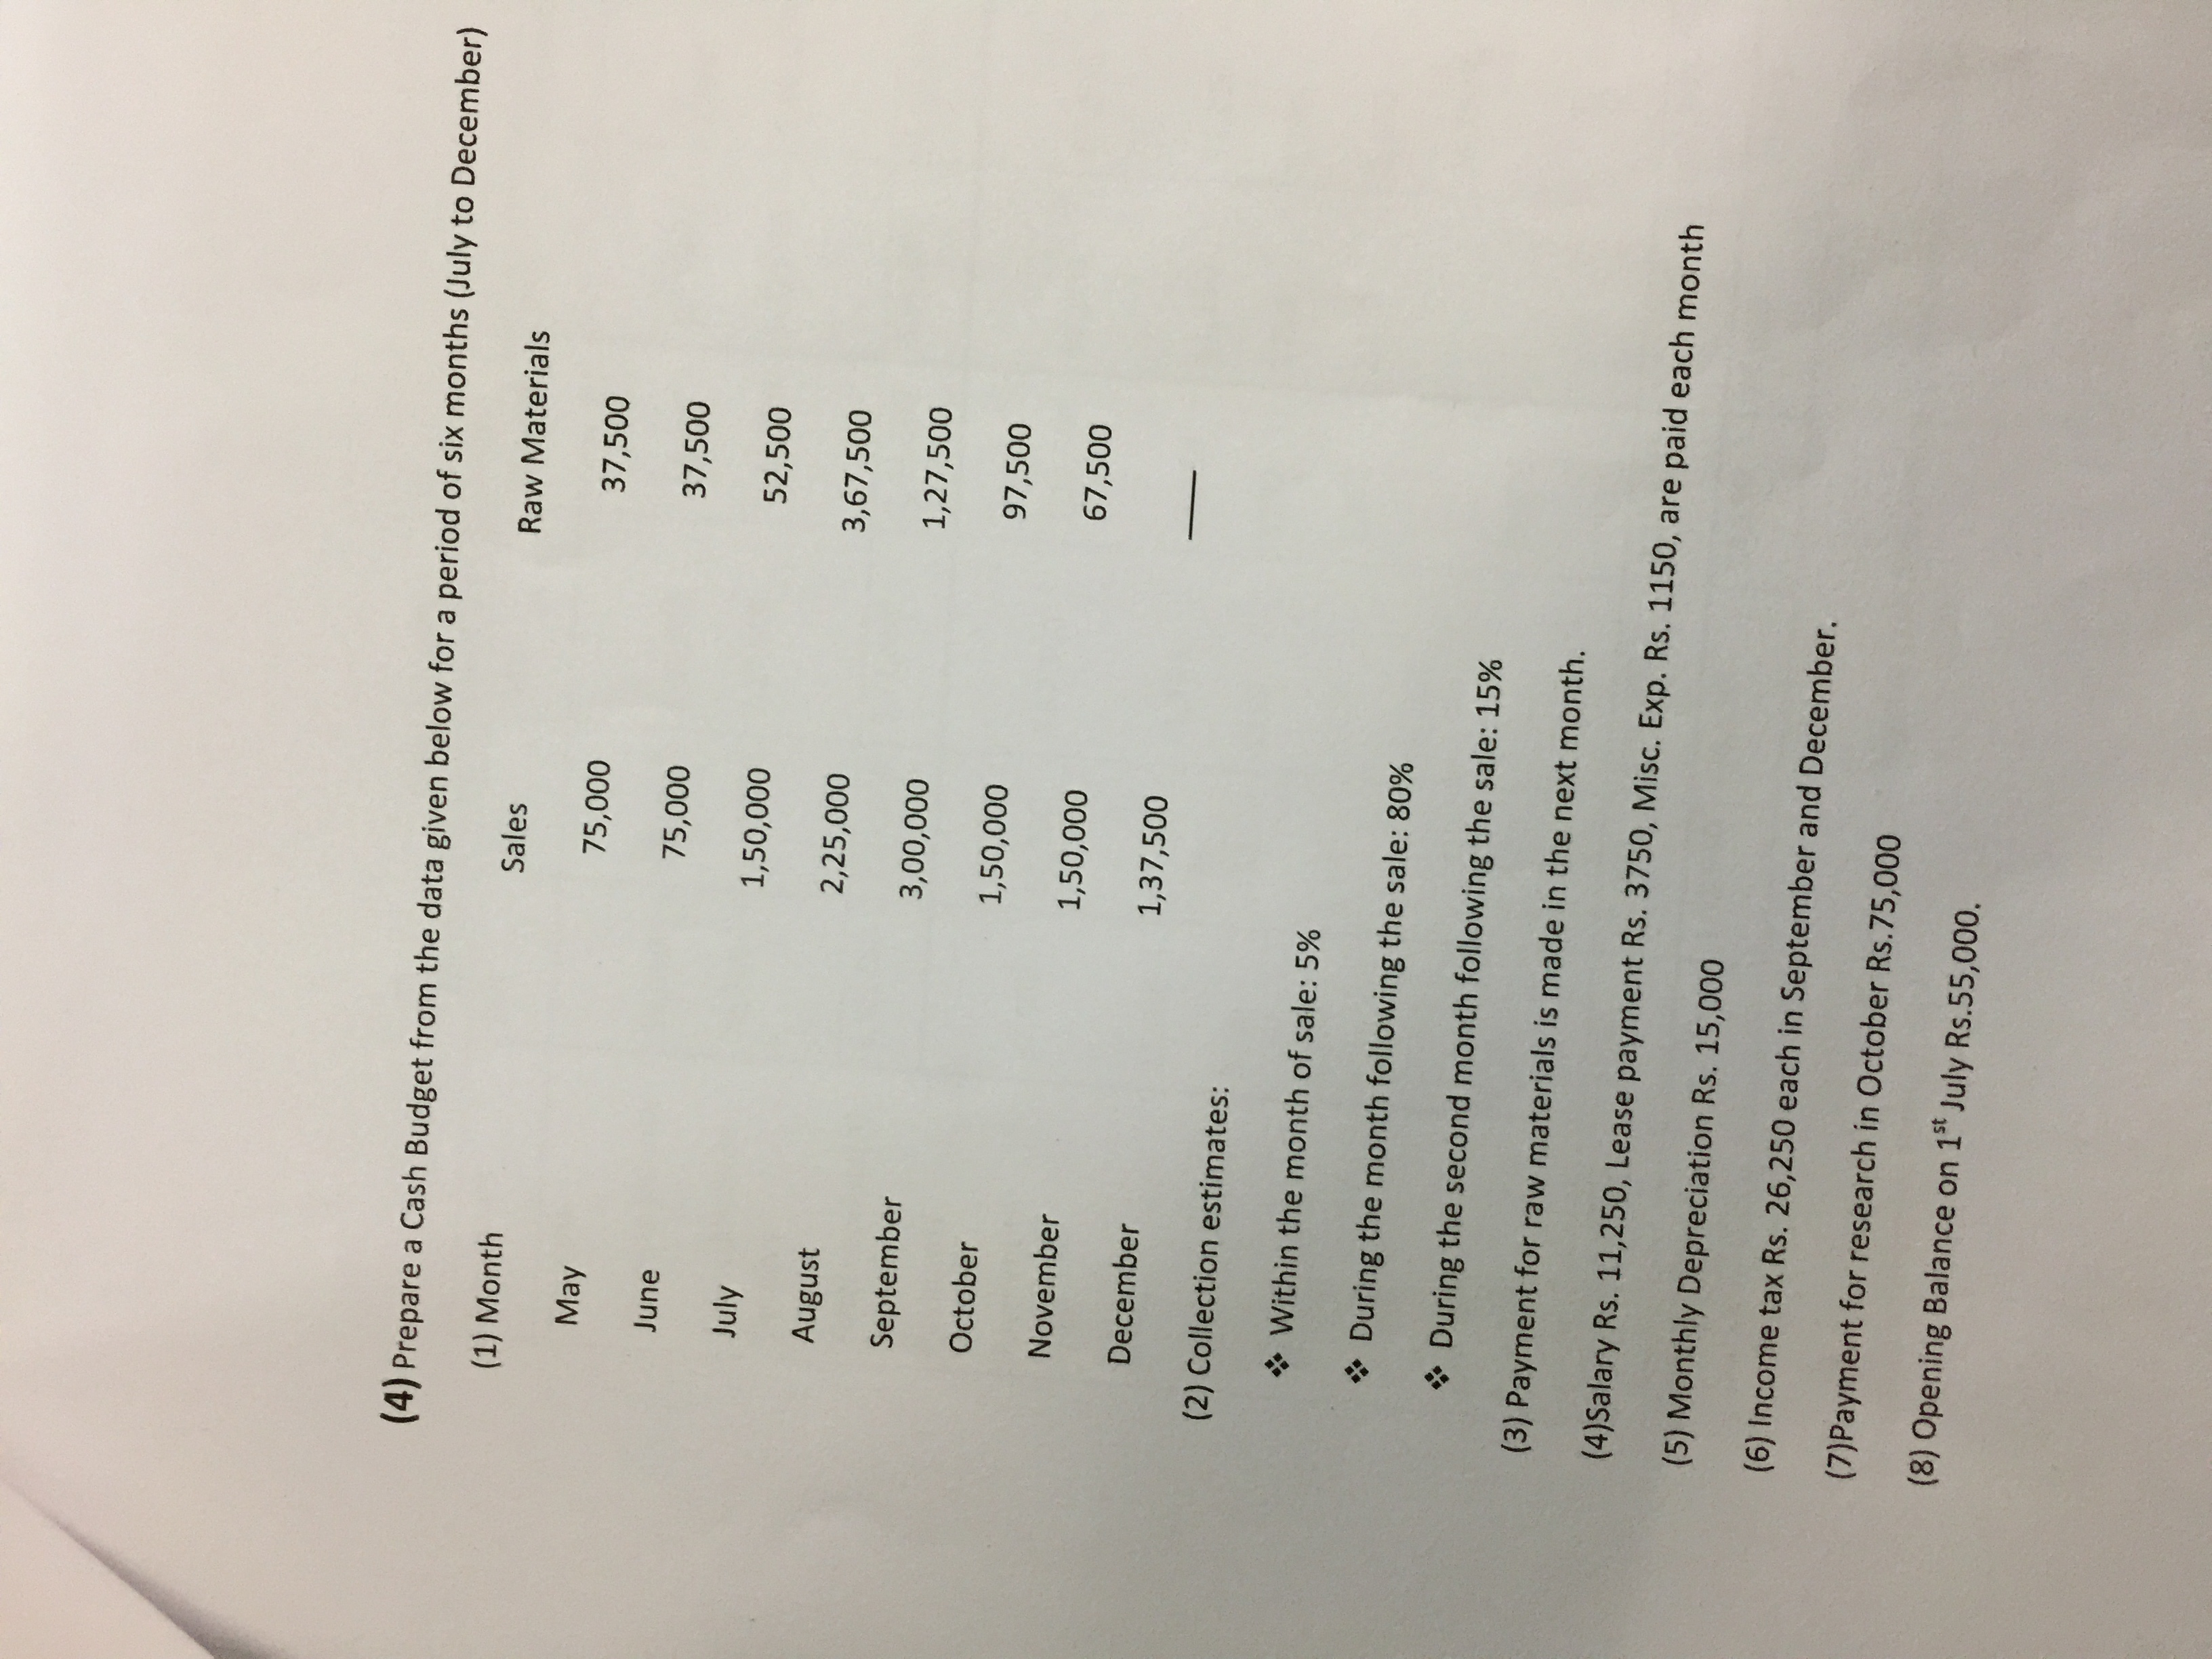 (4) Prepare a Cash Budget from the data given below for a period of six months (July to December)
(1) Month Sales Raw Materials
May 75,000 37,500
June 75,000 37,500
July 1,50,000 52,500
August 2,25,000 3,67,500
September 3,00,000 1,27,500
October 1,50,000 97,500
November 1,50,000 67,500
December 1,37,500 —
(2) Collection estimates:
❖ Within the month of sale: 5%
❖ During the month following the sale: 80%
❖ During the second month following the sale: 15%
(3) Payment for raw materials is made in the next month.
(4)Salary Rs. 11,250, Lease payment Rs. 3750, Misc. Exp. Rs. 1150, are paid each month
(5) Monthly Depreciation Rs. 15,000
(6) Income tax Rs. 26,250 each in September and December.
(7)Payment for research in October Rs.75,000
(8) Opening Balance on 1st July Rs.55,000.